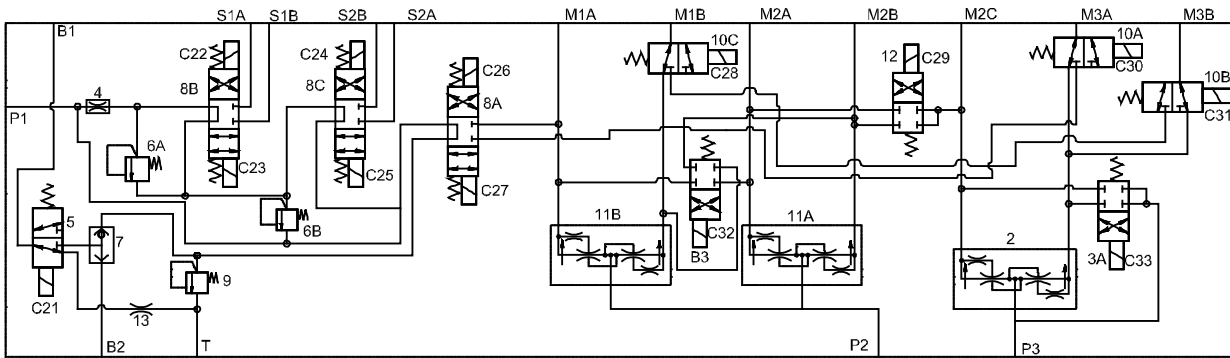 S1A S1B S2B S2A M1A M1B M2A M2B M2C M3A M3B
B1
10C 10A
C22 C24 12 C29
C26 C28 C30
8B 8C 10B
4 8A C31
P1
6A
C23 C25
C27
5 7 6B 11B C32 11A 2
B3 3A C33
9
C21
13
B2 T P2 P3